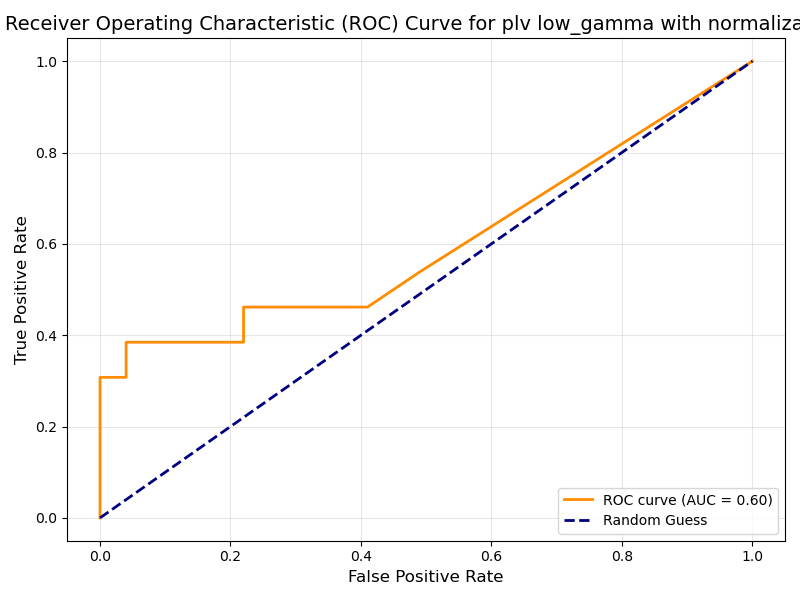 Receiver Operating Characteristic (ROC) Curve for plv low_gamma with
1.0
0.8
0.6
0.4
0.2
0.0
True Positive Rate
0.0 0.2 0.4 0.6 0.8 1.0
False Positive Rate
ROC curve (AUC = 0.60)
Random Guess